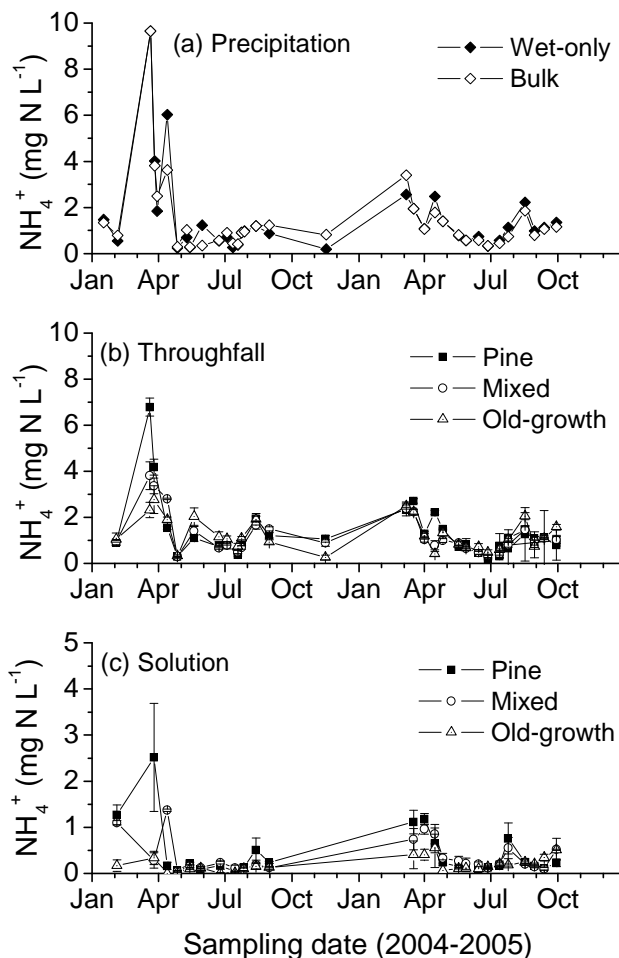 (a) Precipitation
Wet-only
Bulk
NH₄⁺ (mg N L⁻¹)
10
8
6
4
2
0
Jan Apr Jul Oct Jan Apr Jul Oct
(b) Throughfall
Pine
Mixed
Old-growth
NH₄⁺ (mg N L⁻¹)
10
8
6
4
2
0
Jan Apr Jul Oct Jan Apr Jul Oct
(c) Solution
Pine
Mixed
Old-growth
NH₄⁺ (mg N L⁻¹)
5
4
3
2
1
0
Jan Apr Jul Oct Jan Apr Jul Oct
Sampling date (2004-2005)